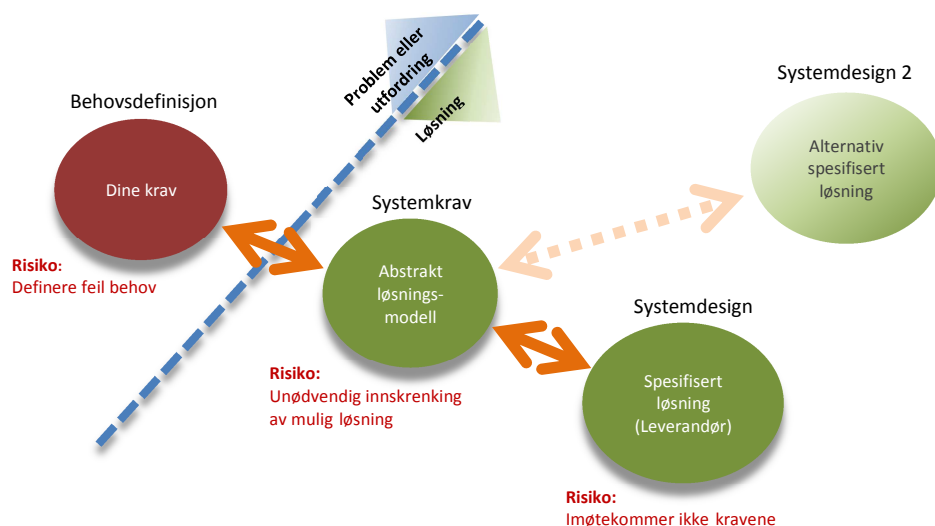 Problem eller
utfordring
Løsning
Behovsdefinisjon
Dine krav
Risiko:
Definere feil behov
Systemkrav
Abstrakt
løsnings-
modell
Risiko:
Unødvendig innskrenking
av mulig løsning
Systemdesign 2
Alternativ
spesifisert
løsning
Systemdesign
Spesifisert
løsning
(Leverandør)
Risiko:
Imøtekommer ikke kravene